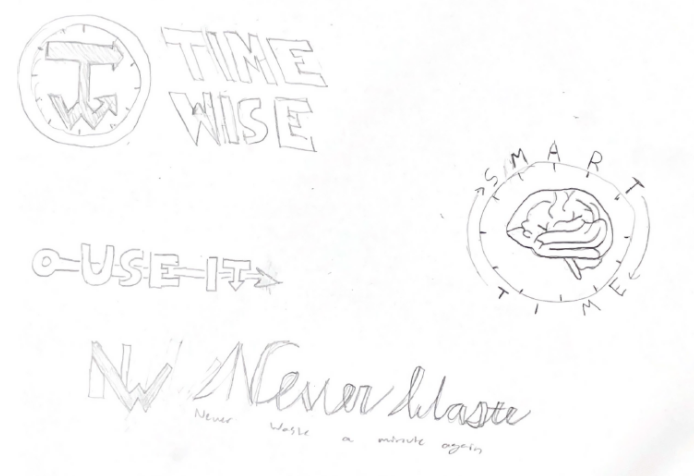 TW
TIME
WISE
SMART
TIME
USE IT
NW
Never Waste
Never Waste a minute again